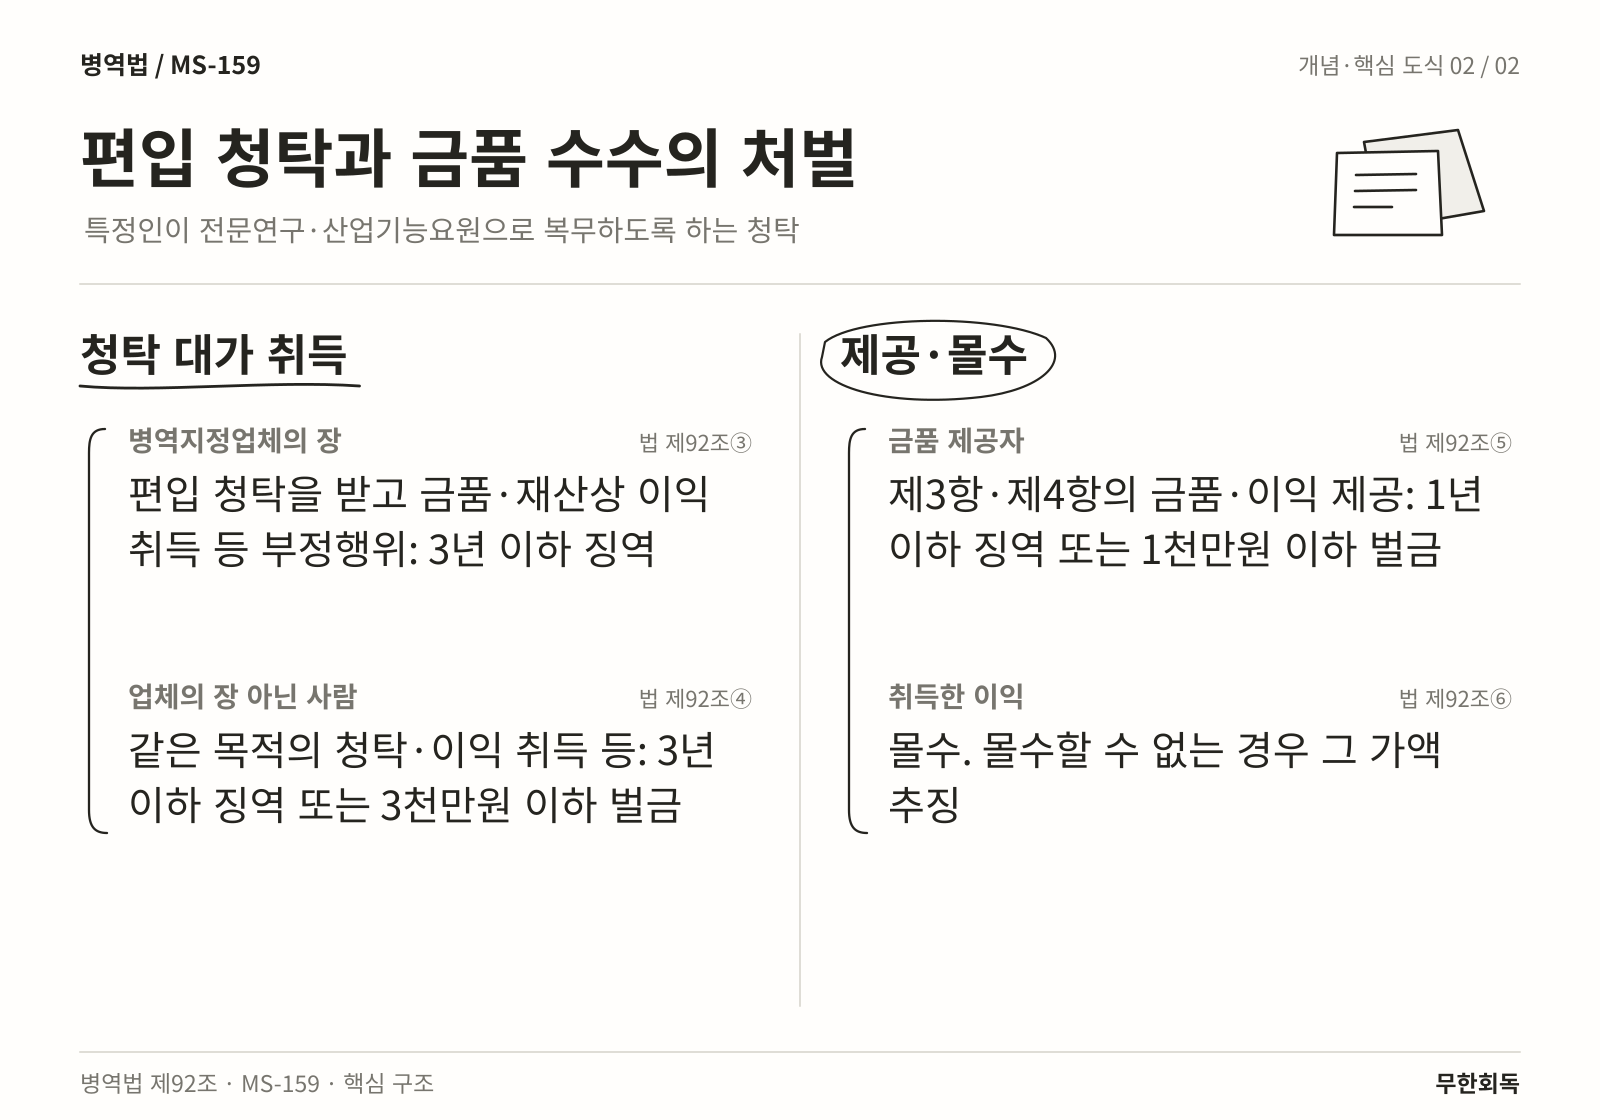 병역법 / MS-159
개념·핵심 도식 02 / 02
편입 청탁과 금품 수수의 처벌
특정인이 전문연구·산업기능요원으로 복무하도록 하는 청탁
청탁 대가 취득
병역지정업체의 장
법 제92조③
편입 청탁을 받고 금품·재산상 이익
취득 등 부정행위: 3년 이하 징역
업체의 장 아닌 사람
법 제92조④
같은 목적의 청탁·이익 취득 등: 3년
이하 징역 또는 3천만원 이하 벌금
제공·몰수
금품 제공자
법 제92조⑤
제3항·제4항의 금품·이익 제공: 1년
이하 징역 또는 1천만원 이하 벌금
취득한 이익
법 제92조⑥
몰수. 몰수할 수 없는 경우 그 가액
추징
병역법 제92조 · MS-159 · 핵심 구조
무한회독